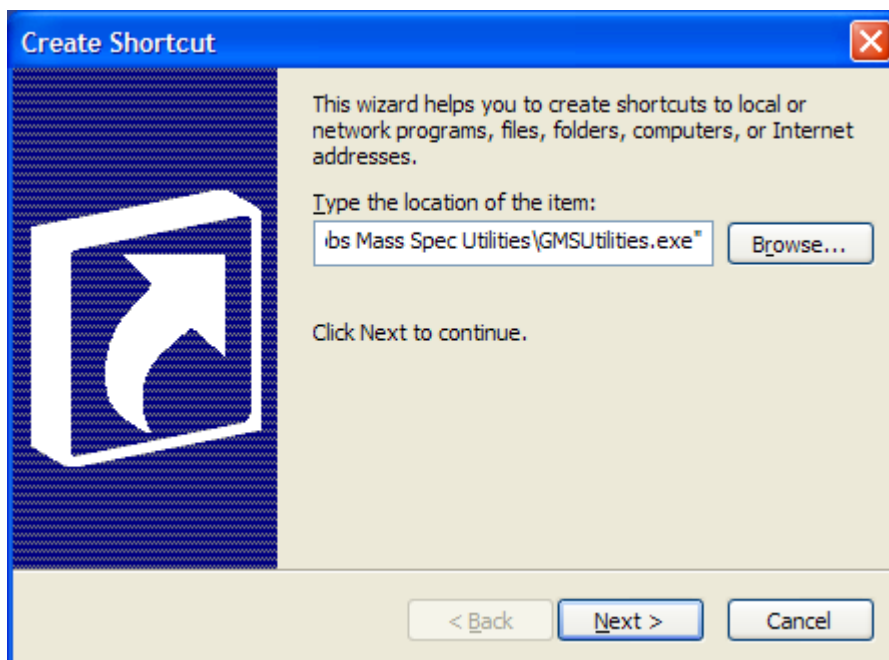 Create Shortcut
This wizard helps you to create shortcuts to local or
network programs, files, folders, computers, or Internet
addresses.
Type the location of the item:
bs Mass Spec Utilities\GMSUtilities.exe"
Browse...
Click Next to continue.
< Back
Next >
Cancel